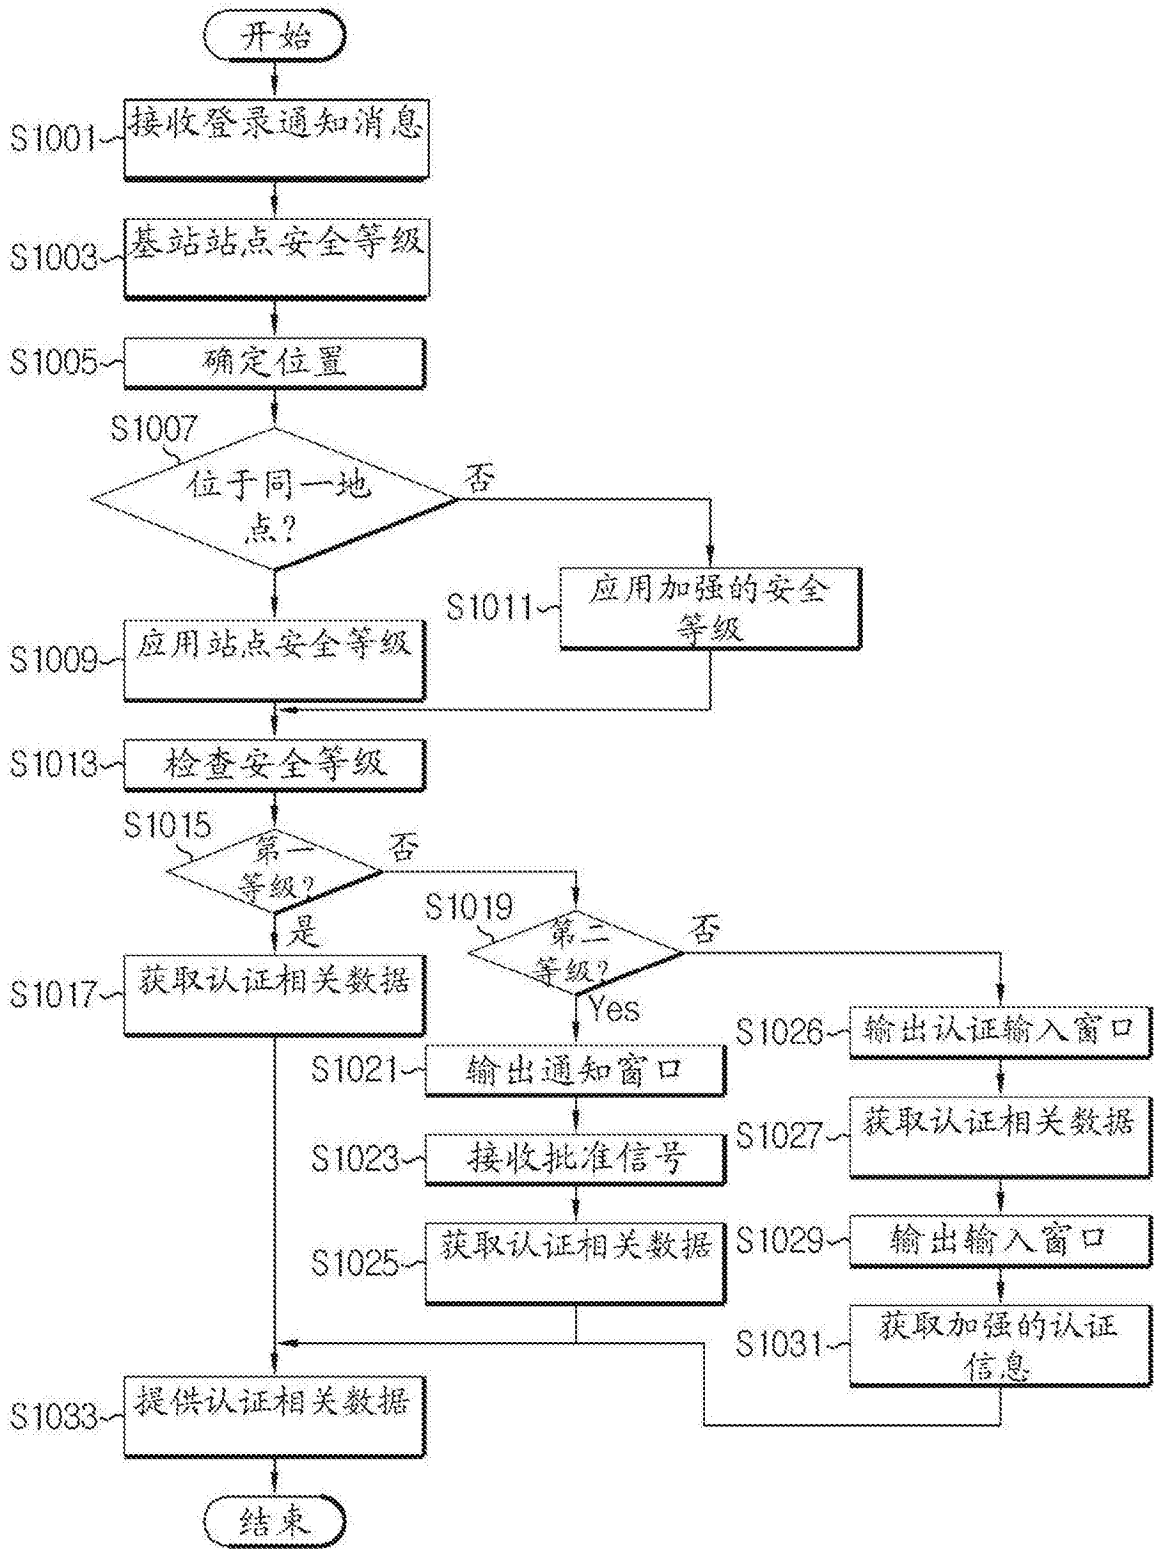 开始
S1001
接收登录通知消息
S1003
基站站点安全等级
S1005
确定位置
S1007
位于同一地
点?
否
S1011
应用加强的安全
等级
S1009
应用站点安全等级
S1013
检查安全等级
S1015
第一
等级?
否
是
S1019
第二
等级?
否
Yes
S1017
获取认证相关数据
S1021
输出通知窗口
S1026
输出认证输入窗口
S1023
接收批准信号
S1027
获取认证相关数据
S1025
获取认证相关数据
S1029
输出输入窗口
S1031
获取加强的认证
信息
S1033
提供认证相关数据
结束